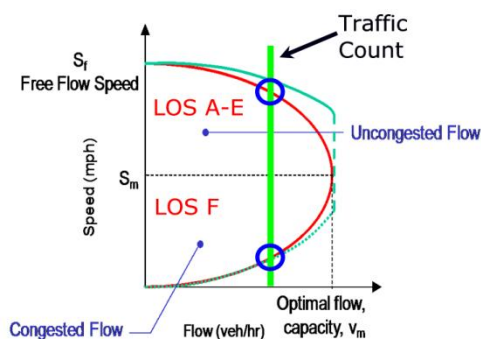 Traffic
Count
Sf
Free Flow Speed
LOS A-E
Uncongested Flow
Speed (mph)
Sm
LOS F
Optimal flow,
capacity, vm
Congested Flow
Flow (veh/hr)